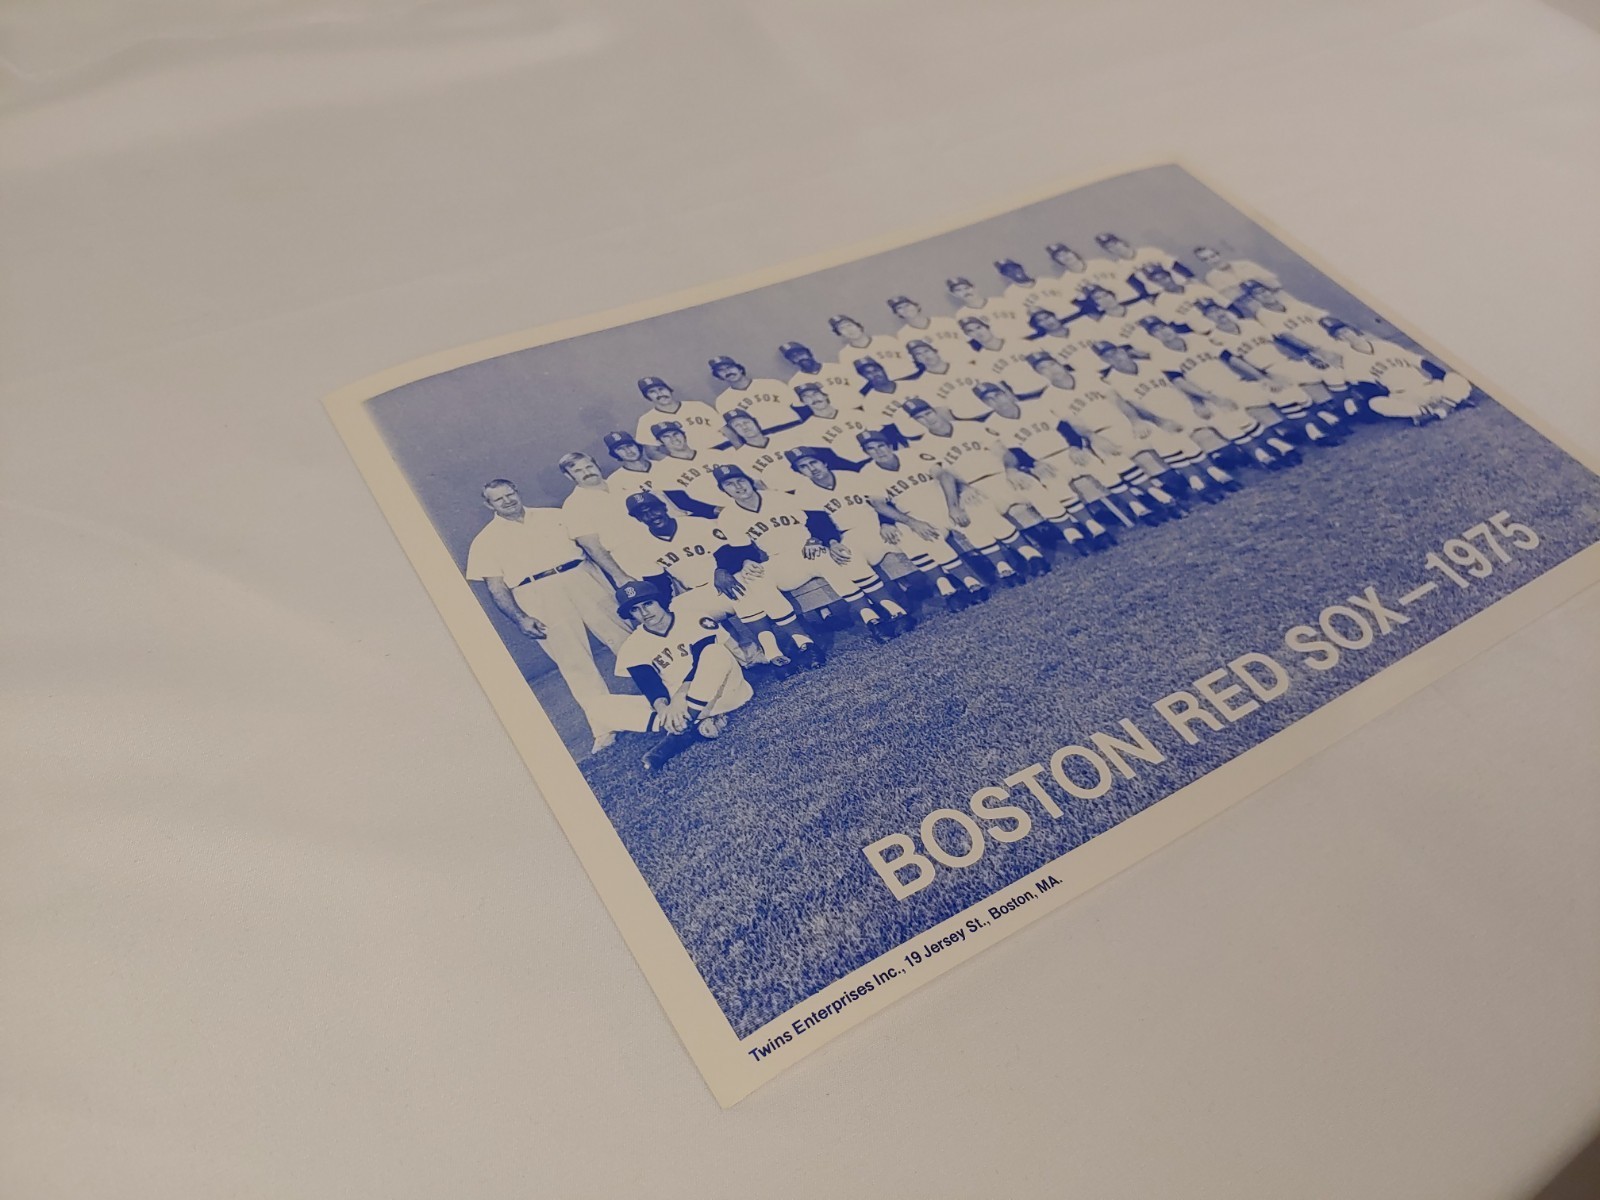 BOSTON RED SOX—1975
Twins Enterprises Inc., 19 Jersey St., Boston, MA.